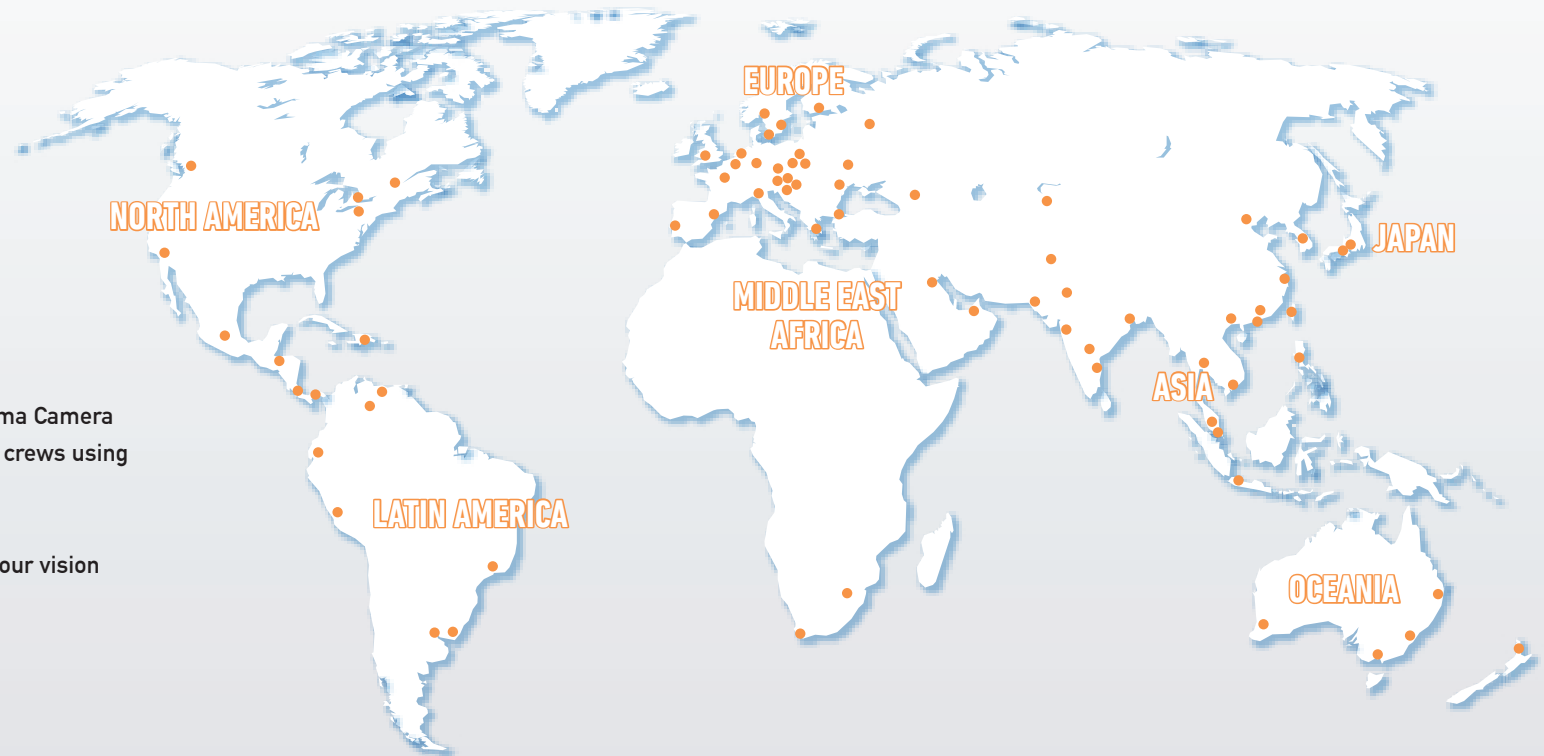 EUROPE
NORTH AMERICA
JAPAN
MIDDLE EAST
AFRICA
ASIA
ma Camera
crews using
LATIN AMERICA
our vision
OCEANIA